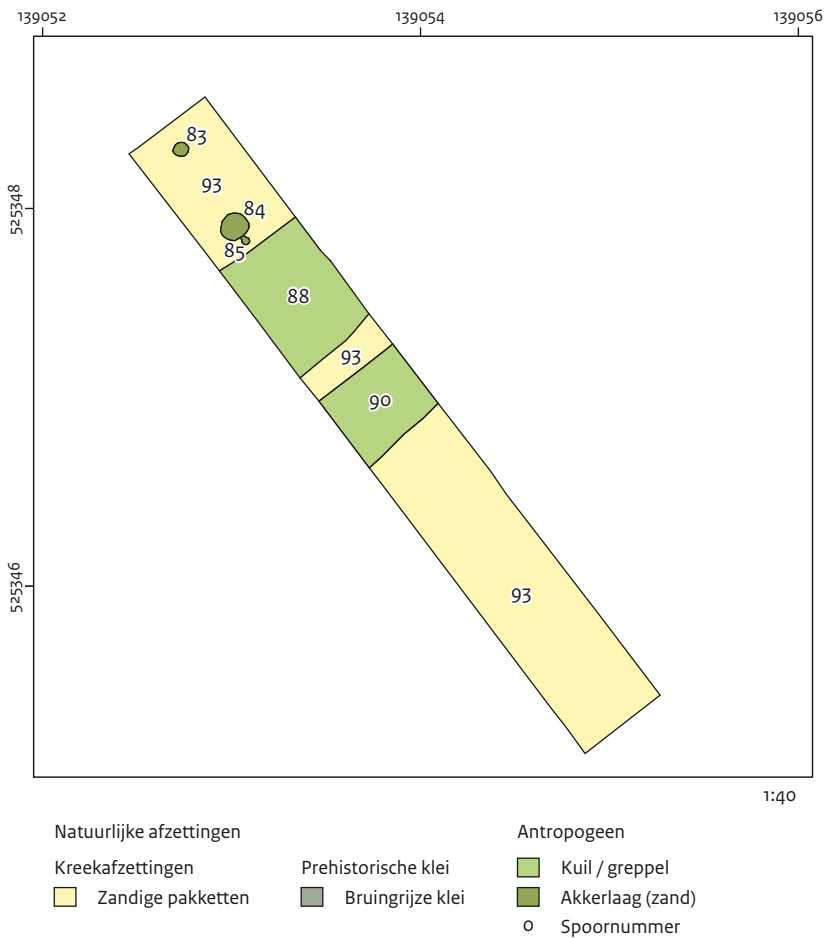 139052 139054 139056
525348
525346
83
93
84
85
88
93
90
93
1:40
Natuurlijke afzettingen Antropogeen
Kreekafzettingen Prehistorische klei Kuil / greppel
Zandige pakketten Bruingrijze klei Akkerlaag (zand)
o Spoornummer